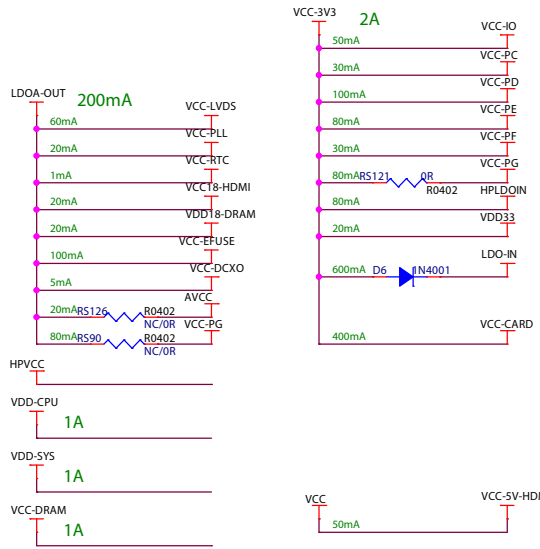 LDOA-OUT
200mA
VCC-LVDS
60mA
VCC-PLL
20mA
VCC-RTC
1mA
VCC18-HDMI
20mA
VDD18-DRAM
20mA
VCC-EFUSE
100mA
VCC-DCXO
5mA
AVCC
20mA RS126 R0402
NC/0R
VCC-PG
80mA RS90 R0402
NC/0R
HPVCC
VDD-CPU
1A
VDD-SYS
1A
VCC-DRAM
1A
VCC-3V3
2A
VCC-IO
50mA
VCC-PC
30mA
VCC-PD
100mA
VCC-PE
80mA
VCC-PF
30mA
VCC-PG
80mA RS121 0R
R0402
HPLDOIN
80mA
VDD33
20mA
LDO-IN
600mA D6 1N4001
VCC-CARD
400mA
VCC
VCC-5V-HDI
50mA